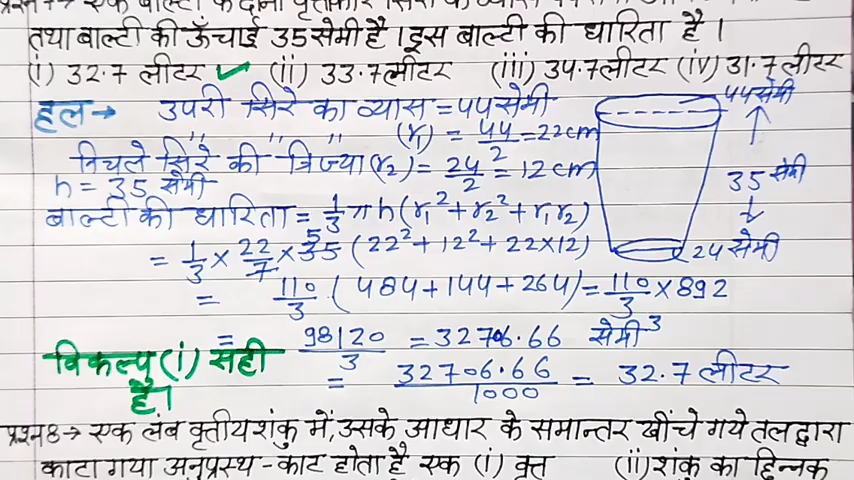 तथा बाल्टी की ऊँचाई 35 सेमी है। इस बाल्टी की धारिता है ।
(i) 32.7 लीटर ✓ (ii) 33.7 लीटर (iii) 34.7 लीटर (iv) 31.7 लीटर
हल → उपरी सिरे का व्यास = 44 सेमी
" " " (r₁) = 44/2 = 22 cm
निचले सिरे की त्रिज्या (r₂) = 24/2 = 12 cm
h = 35 सेमी
बाल्टी की धारिता = 1/3 π h (r₁² + r₂² + r₁r₂)
= 1/3 × 22/7 × 35 5 (22² + 12² + 22×12)
= 110/3 (484 + 144 + 264) = 110/3 × 892
= 98120/3 = 32706.66 सेमी³
= 32706.66/1000 = 32.7 लीटर
विकल्प (i) सही
है।
44 सेमी
35 सेमी
24 सेमी
प्रश्न 8 → एक लंब वृत्तीय शंकु में, उसके आधार के समान्तर खींचे गये तल द्वारा
काटा गया अनुप्रस्थ-काट होता है एक (i) वृत्त (ii) शंकु का छिन्नक